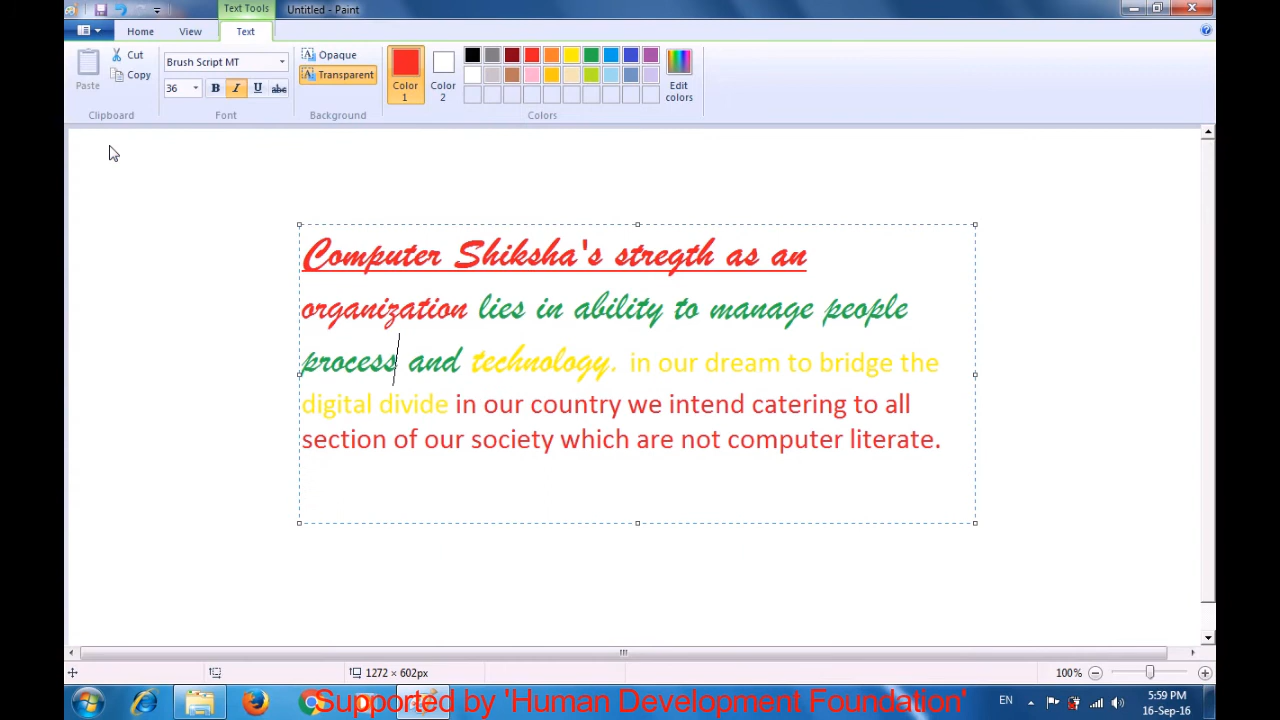 Text Tools
Untitled - Paint
Home View Text
Paste
Cut
Copy
Clipboard
Brush Script MT
36 B I U abc
Font
Opaque
Transparent
Background
Color 1
Color 2
Edit colors
Colors
Computer Shiksha's stregth as an
organization lies in ability to manage people
process and technology. in our dream to bridge the
digital divide in our country we intend catering to all
section of our society which are not computer literate.
1272 × 602px
100%
EN
5:59 PM
16-Sep-16
Supported by 'Human Development Foundation'